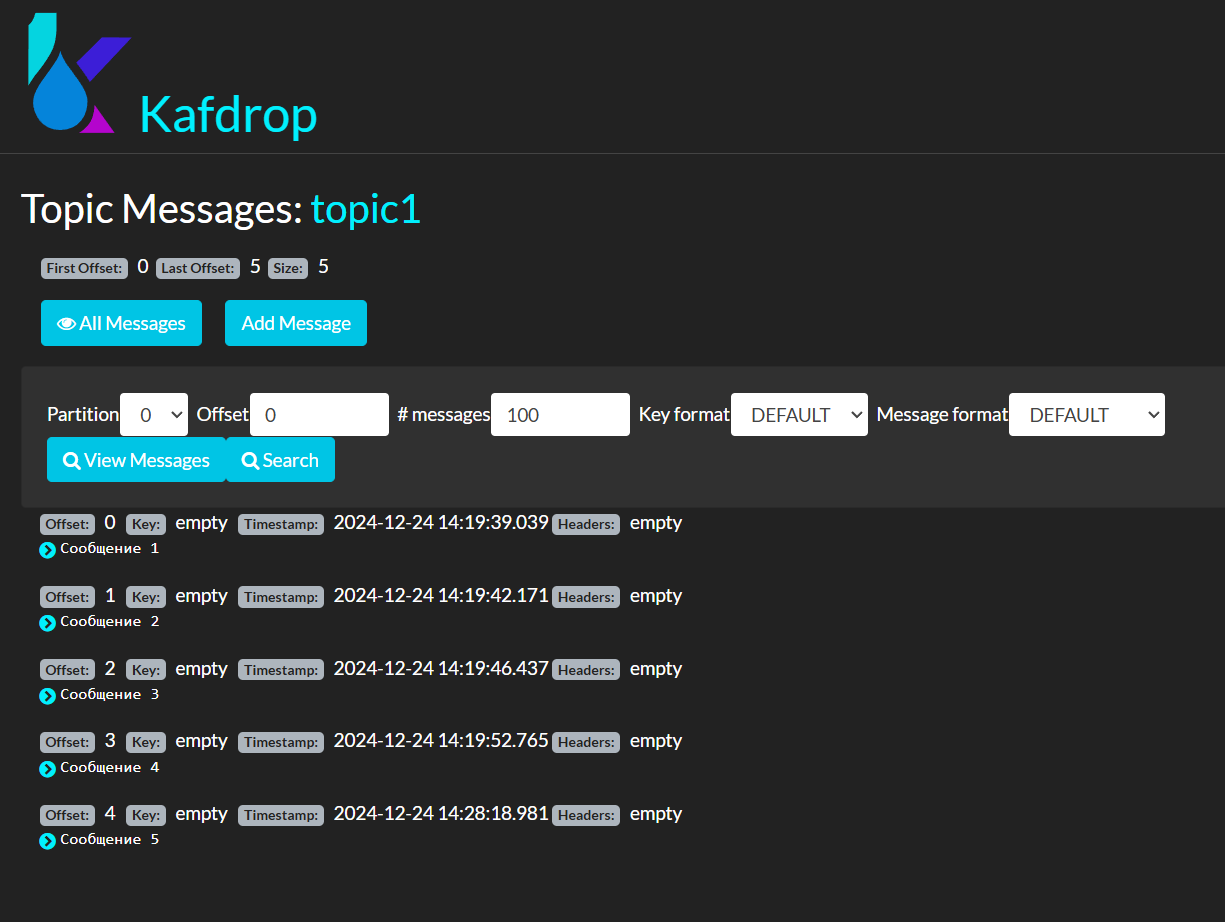 Kafdrop
Topic Messages: topic1
First Offset: 0 Last Offset: 5 Size: 5
All Messages Add Message
Partition 0 Offset 0 # messages 100 Key format DEFAULT Message format DEFAULT
View Messages Search
Offset: 0 Key: empty Timestamp: 2024-12-24 14:19:39.039 Headers: empty
Сообщение 1
Offset: 1 Key: empty Timestamp: 2024-12-24 14:19:42.171 Headers: empty
Сообщение 2
Offset: 2 Key: empty Timestamp: 2024-12-24 14:19:46.437 Headers: empty
Сообщение 3
Offset: 3 Key: empty Timestamp: 2024-12-24 14:19:52.765 Headers: empty
Сообщение 4
Offset: 4 Key: empty Timestamp: 2024-12-24 14:28:18.981 Headers: empty
Сообщение 5